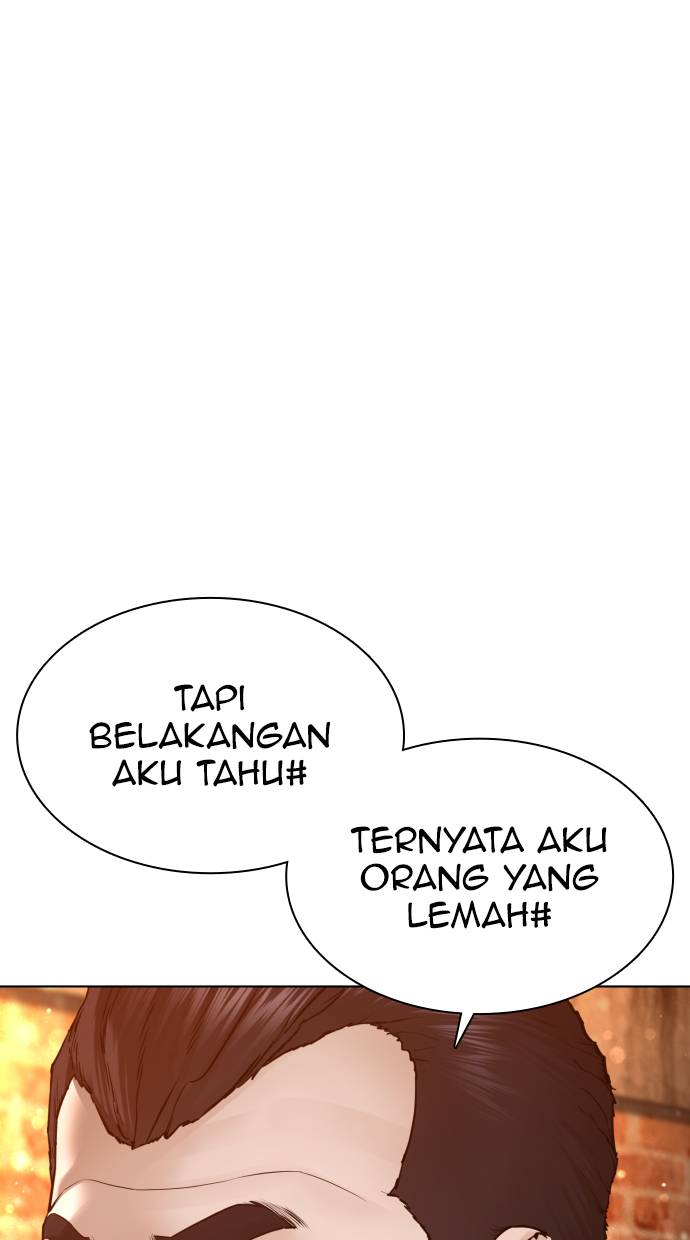 TAPI
BELAKANGAN
AKU TAHU#
TERNYATA AKU
ORANG YANG
LEMAH#